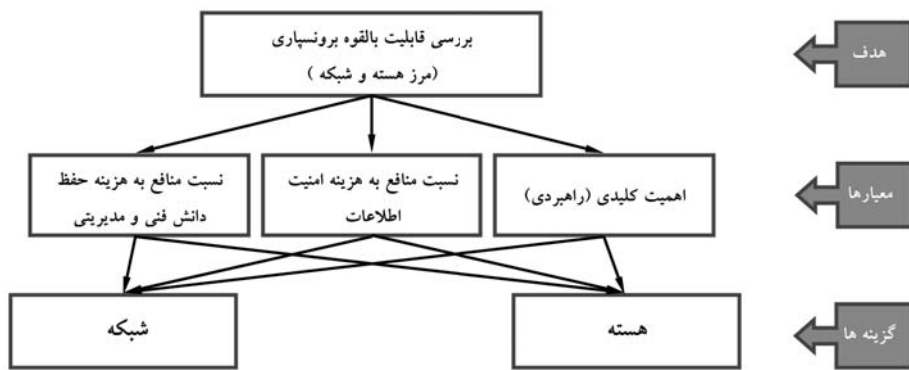 بررسی قابلیت بالقوه برونسپاری
(مرز هسته و شبکه )
هدف
اهمیت کلیدی (راهبردی)
نسبت منافع به هزینه امنیت
اطلاعات
نسبت منافع به هزینه حفظ
دانش فنی و مدیریتی
معیارها
هسته
شبکه
گزینه ها